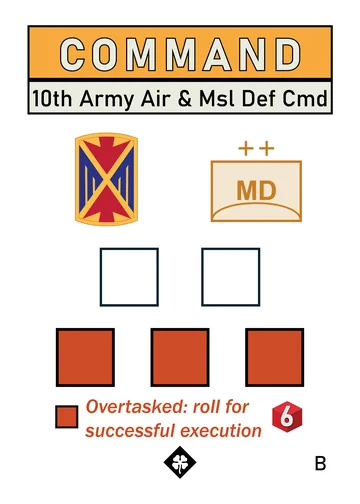 COMMAND
10th Army Air & Msl Def Cmd
++
MD
Overtasked: roll for
successful execution
6
B